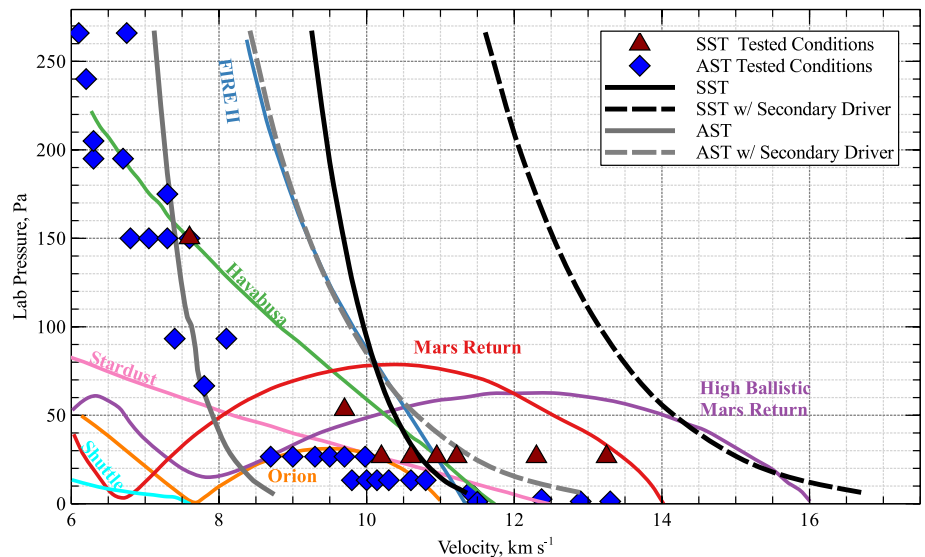 250
200
150
100
50
0
6
8
10
12
14
16
Lab Pressure, Pa
Velocity, km s⁻¹
SST Tested Conditions
AST Tested Conditions
SST
SST w/ Secondary Driver
AST
AST w/ Secondary Driver
FIRE II
Hayabusa
Stardust
Shuttle
Orion
Mars Return
High Ballistic
Mars Return